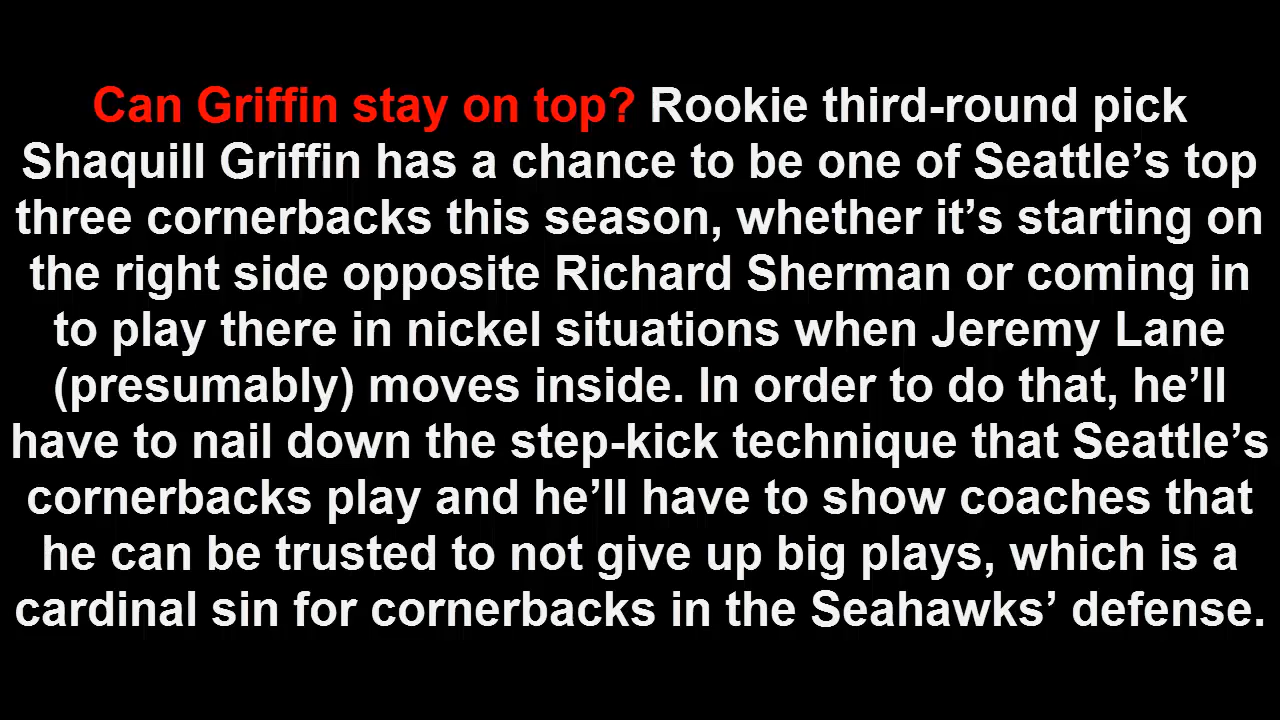 Can Griffin stay on top? Rookie third-round pick
Shaquill Griffin has a chance to be one of Seattle’s top
three cornerbacks this season, whether it’s starting on
the right side opposite Richard Sherman or coming in
to play there in nickel situations when Jeremy Lane
(presumably) moves inside. In order to do that, he’ll
have to nail down the step-kick technique that Seattle’s
cornerbacks play and he’ll have to show coaches that
he can be trusted to not give up big plays, which is a
cardinal sin for cornerbacks in the Seahawks’ defense.